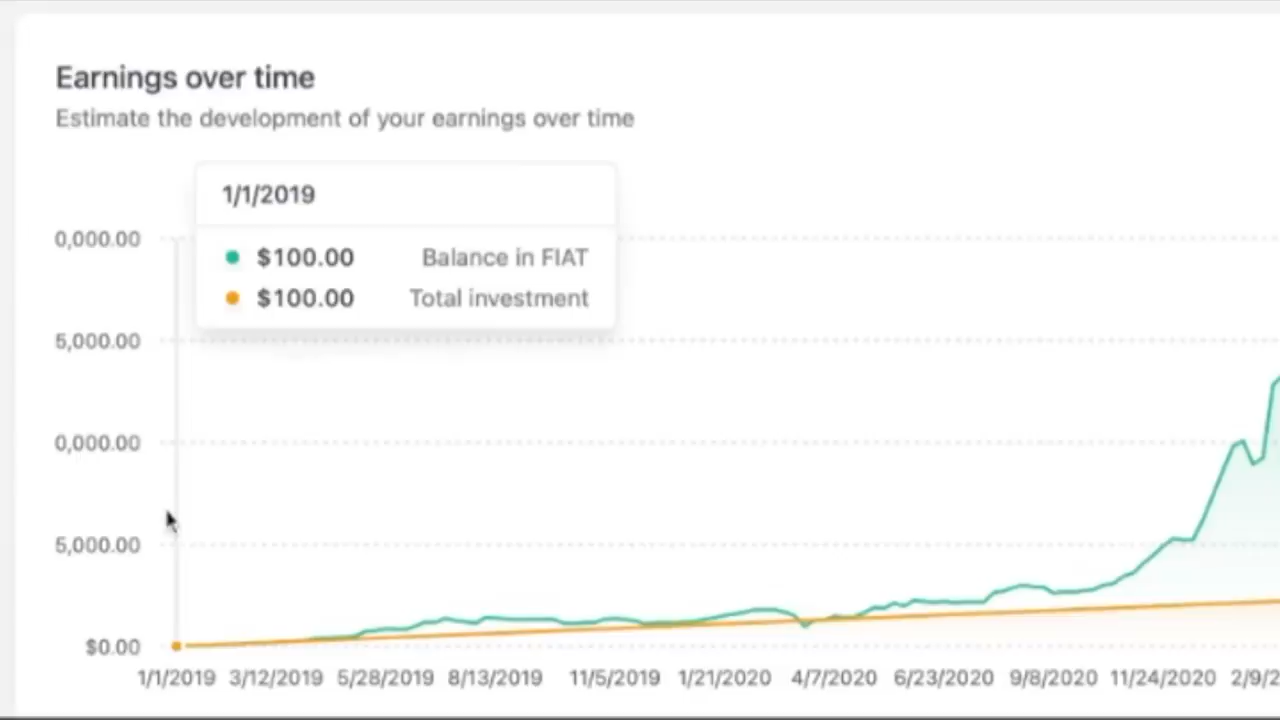 Earnings over time
Estimate the development of your earnings over time
1/1/2019
$100.00 Balance in FIAT
$100.00 Total investment
0,000.00
5,000.00
0,000.00
5,000.00
$0.00
1/1/2019 3/12/2019 5/28/2019 8/13/2019 11/5/2019 1/21/2020 4/7/2020 6/23/2020 9/8/2020 11/24/2020 2/9/2